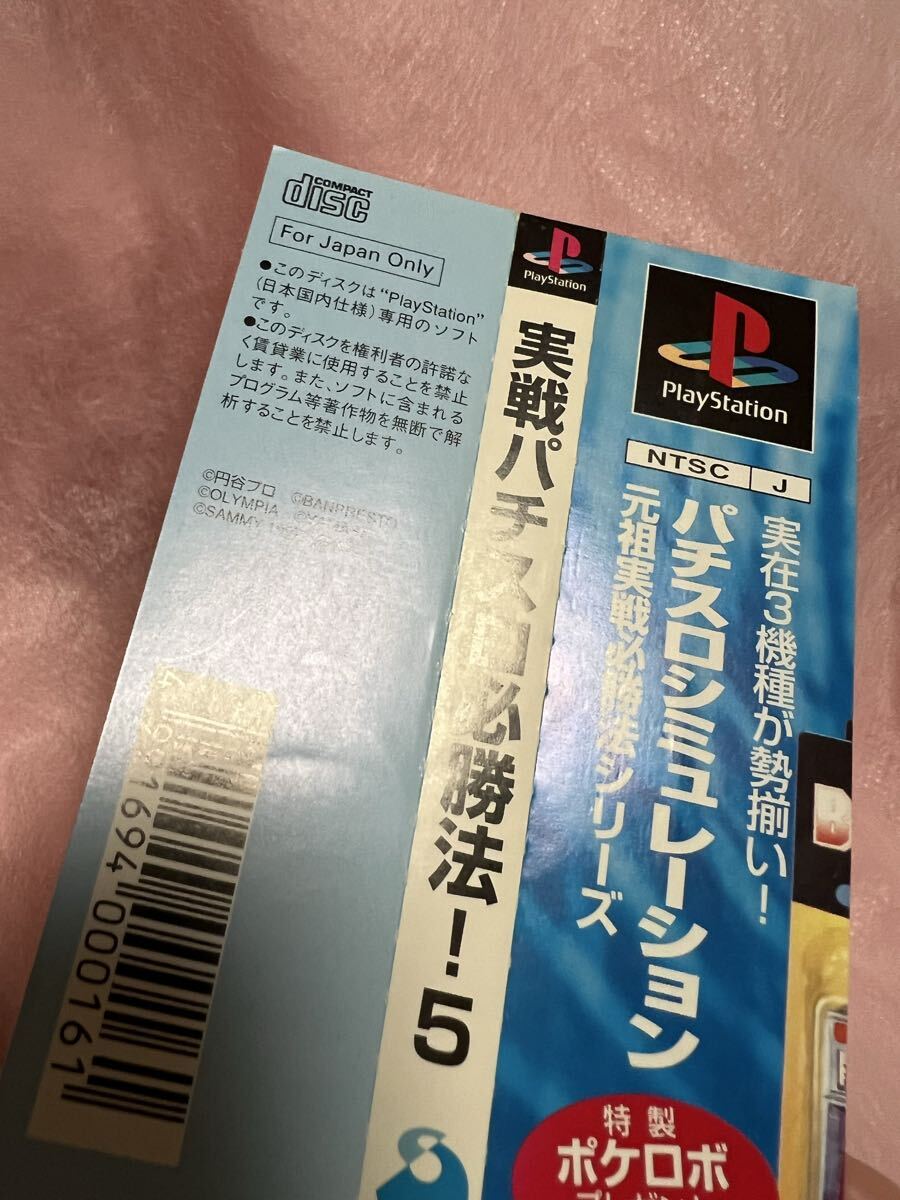 COMPACT
disc
For Japan Only
●このディスクは“PlayStation”
(日本国内仕様)専用のソフト
です。
●このディスクを権利者の許諾な
く賃貸業に使用することを禁止
します。また、ソフトに含まれる
プログラム等著作物を無断で解
析することを禁止します。
©円谷プロ ©BANPRESTO
©OLYMPIA
©SAMMY
694 000161
PlayStation
実戦パチスロ必勝法!5
PlayStation
NTSC J
実在3機種が勢揃い!
パチスロシミュレーション
元祖実戦必勝法シリーズ
特製
ポケロボ